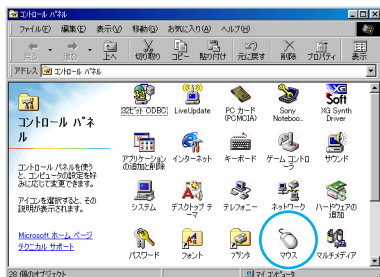 コントロール パネル
ファイル(F) 編集(E) 表示(V) 移動(G) お気に入り(A) ヘルプ(H)
戻る 進む 上へ 切り取り コピー 貼り付け 元に戻す 削除 プロパティ 表示
アドレス コントロール パネル
コントロール パネ
ル
コントロール パネルを使う
と、コンピュータの設定を好
みに応じて変更できます。
アイコンを選択すると、その
説明が表示されます。
Microsoft ホーム ページ
テクニカル サポート
32ビット ODBC LiveUpdate PC カード
(PCMCIA) Sony
Noteboo... XG
Soft
XG Synth
Driver
アプリケーション
の追加と削除 インターネット キーボード ゲーム コントロ
ーラ サウンド
システム デスクトップ テ
ーマ テレフォニー ネットワーク ハードウェアの
追加
パスワード フォント プリンタ マウス マルチメディア
28 個のオブジェクト マイ コンピュータ